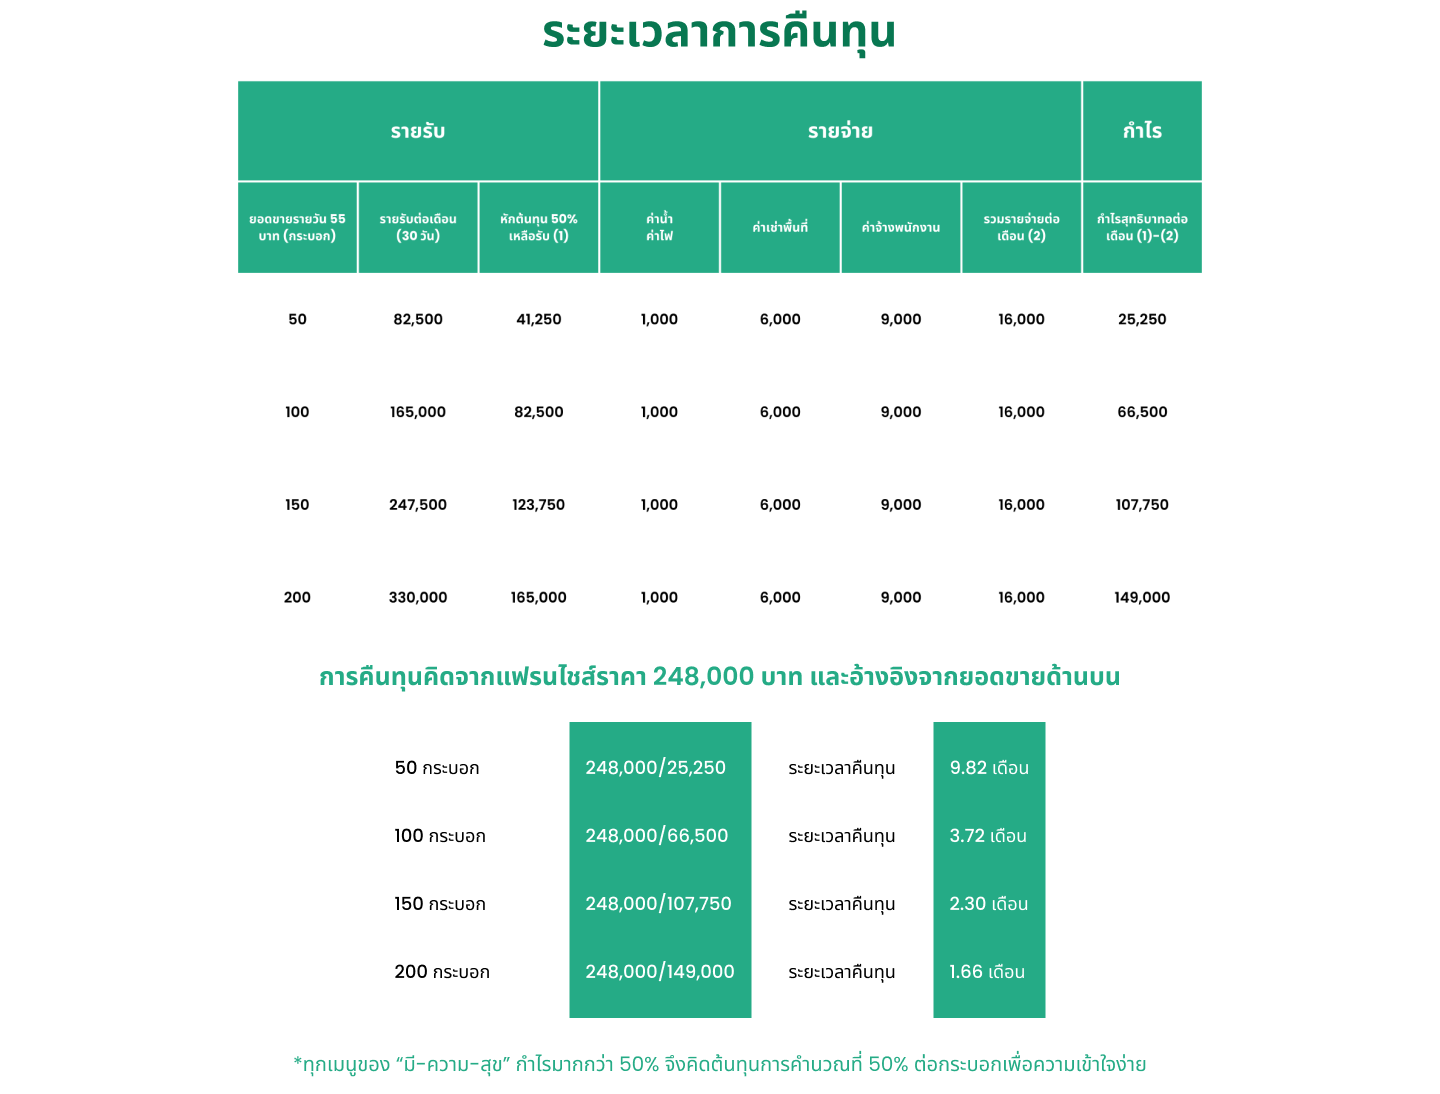 ระยะเวลาการคืนทุน
รายรับ รายจ่าย กำไร
ยอดขายรายวัน 55 บาท (กระบอก) รายรับต่อเดือน (30 วัน) หักต้นทุน 50% เหลือรับ (1) ค่าน้ำ ค่าไฟ ค่าเช่าพื้นที่ ค่าจ้างพนักงาน รวมรายจ่ายต่อเดือน (2) กำไรสุทธิบาทอต่อเดือน (1)-(2)
50 82,500 41,250 1,000 6,000 9,000 16,000 25,250
100 165,000 82,500 1,000 6,000 9,000 16,000 66,500
150 247,500 123,750 1,000 6,000 9,000 16,000 107,750
200 330,000 165,000 1,000 6,000 9,000 16,000 149,000
การคืนทุนคิดจากแฟรนไชส์ราคา 248,000 บาท และอ้างอิงจากยอดขายด้านบน
50 กระบอก 248,000/25,250 ระยะเวลาคืนทุน 9.82 เดือน
100 กระบอก 248,000/66,500 ระยะเวลาคืนทุน 3.72 เดือน
150 กระบอก 248,000/107,750 ระยะเวลาคืนทุน 2.30 เดือน
200 กระบอก 248,000/149,000 ระยะเวลาคืนทุน 1.66 เดือน
*ทุกเมนูของ “มี-ความ-สุข” กำไรมากกว่า 50% จึงคิดต้นทุนการคำนวณที่ 50% ต่อกระบอกเพื่อความเข้าใจง่าย